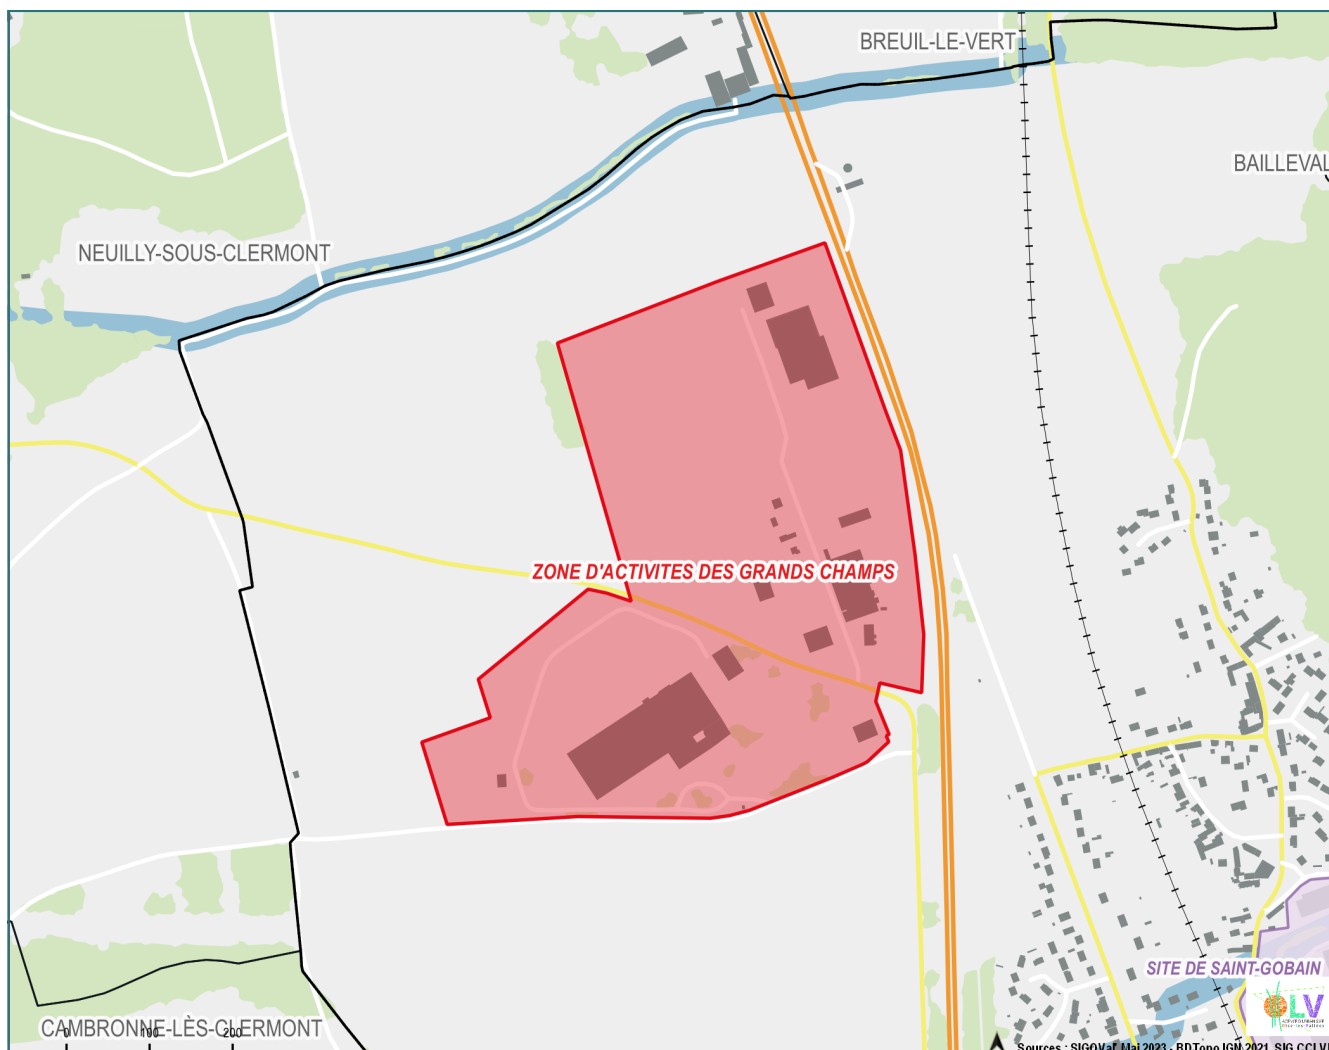 BREUIL-LE-VERT
BAILLEVAL
NEUILLY-SOUS-CLERMONT
ZONE D'ACTIVITES DES GRANDS CHAMPS
SITE DE SAINT-GOBAIN
LV
CAMBRONNE-LÈS-CLERMONT
0 100 200
Sources : SIGOVal, Mai 2023 - BDTopo IGN 2021, SIG CCLV